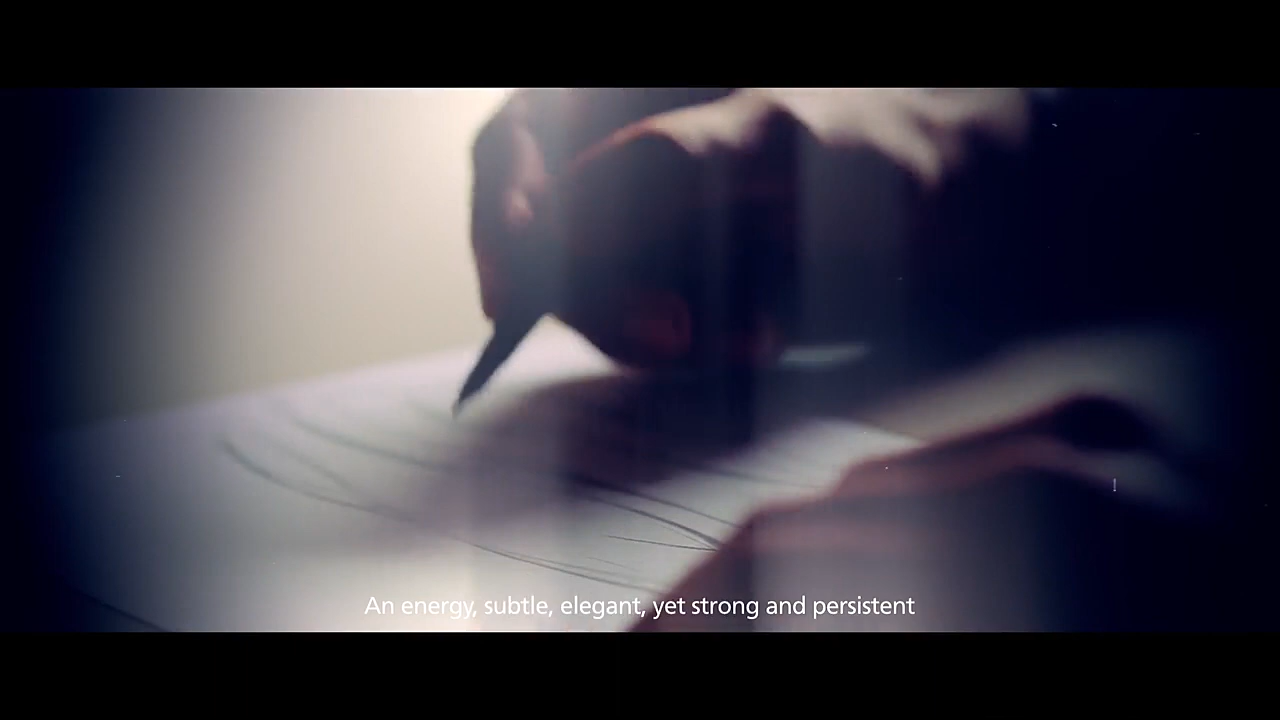 An energy, subtle, elegant, yet strong and persistent